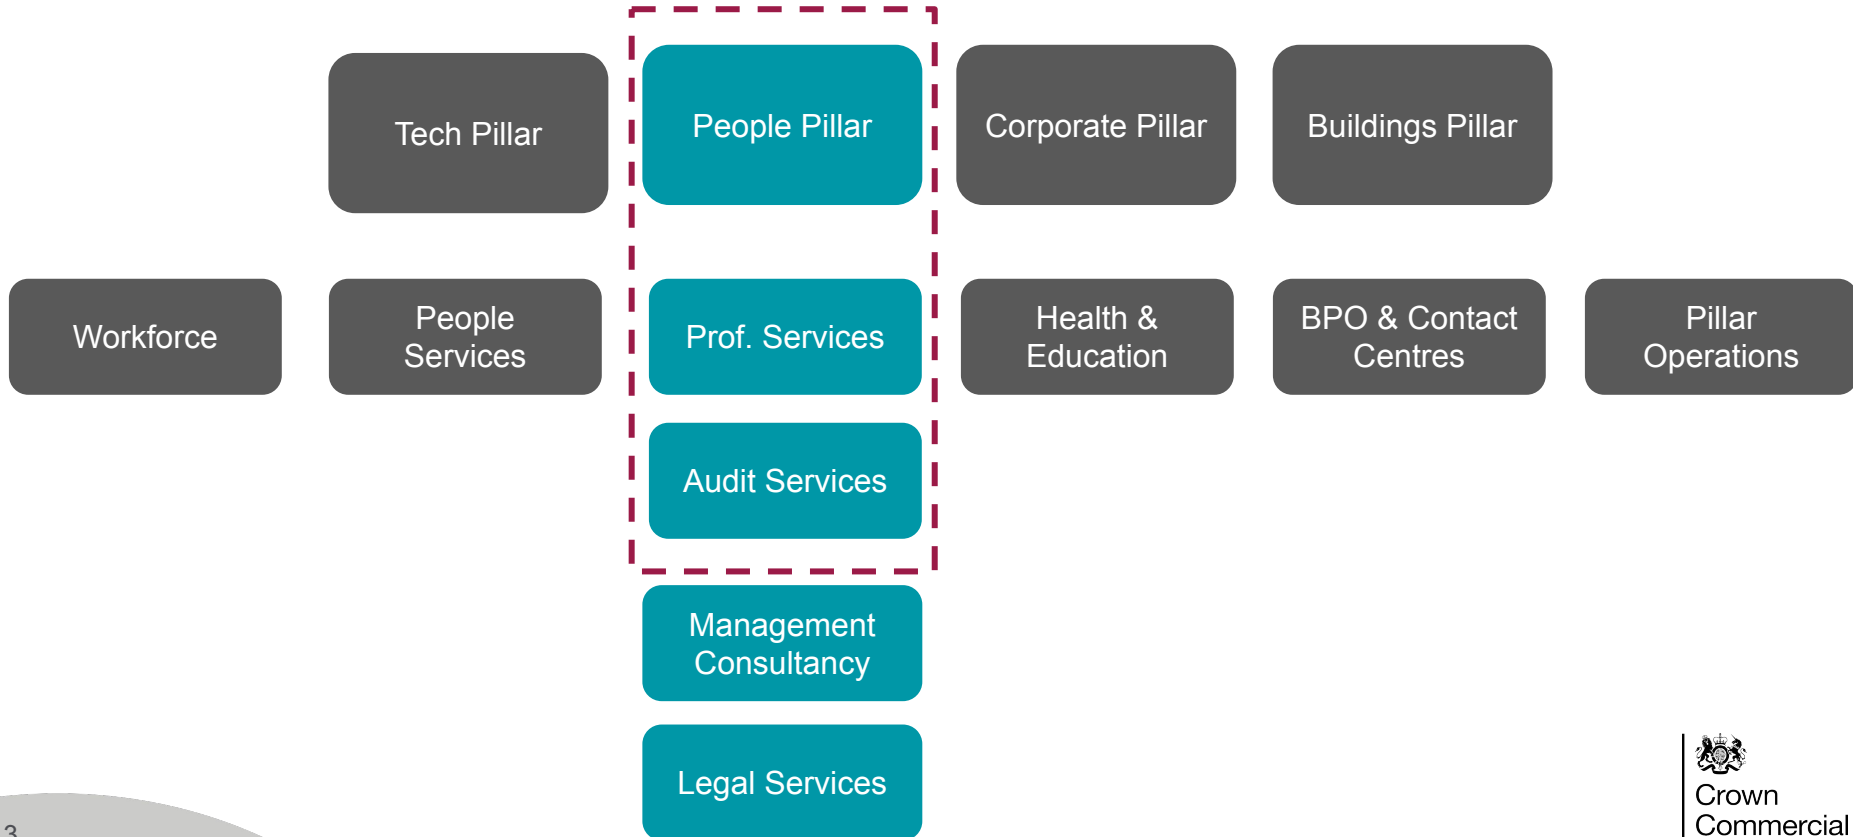 Tech Pillar
People Pillar
Corporate Pillar
Buildings Pillar
Workforce
People
Services
Prof. Services
Health &
Education
BPO & Contact
Centres
Pillar
Operations
Audit Services
Management
Consultancy
Legal Services
3
Crown
Commercial